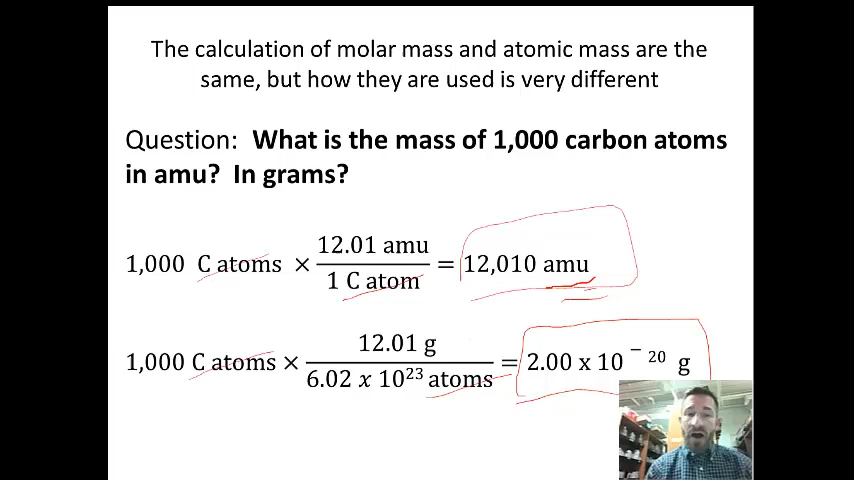 The calculation of molar mass and atomic mass are the
same, but how they are used is very different
Question: What is the mass of 1,000 carbon atoms
in amu? In grams?
1,000 C atoms × 12.01 amu / 1 C atom = 12,010 amu
1,000 C atoms × 12.01 g / 6.02 x 10²³ atoms = 2.00 x 10⁻²⁰ g